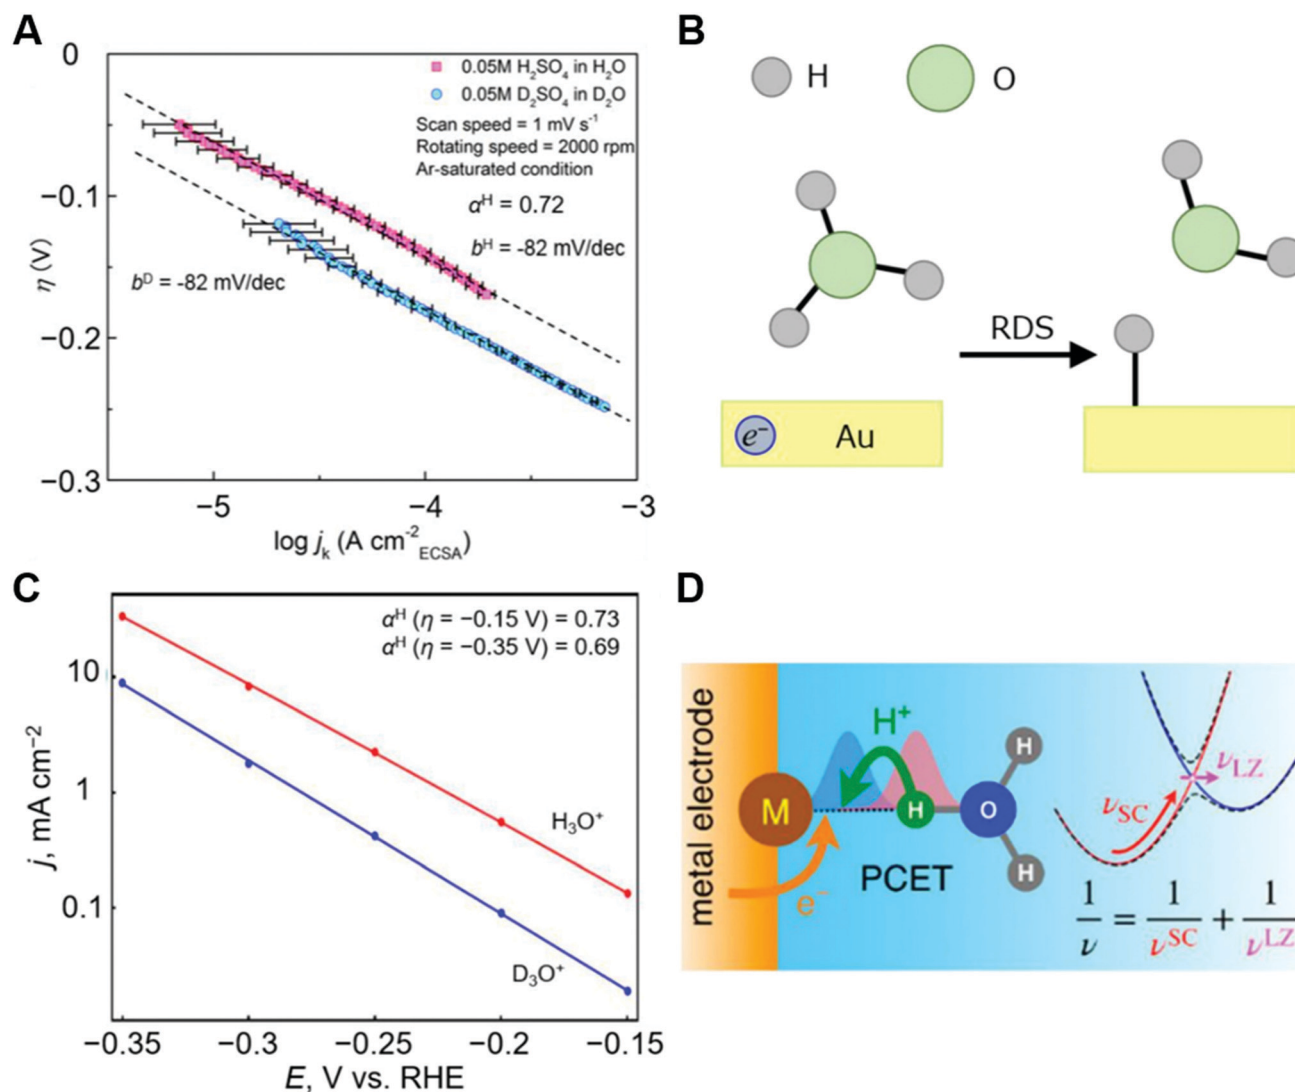 A
0
−0.1
−0.2
−0.3
η (V)
0.05M H₂SO₄ in H₂O
0.05M D₂SO₄ in D₂O
Scan speed = 1 mV s⁻¹
Rotating speed = 2000 rpm
Ar-saturated condition
αᴴ = 0.72
bᴴ = -82 mV/dec
bᴰ = -82 mV/dec
−5
−4
−3
log jₖ (A cm⁻²ECSA)
B
H
O
RDS
e⁻
Au
C
αᴴ (η = −0.15 V) = 0.73
αᴴ (η = −0.35 V) = 0.69
10
1
0.1
j, mA cm⁻²
H₃O⁺
D₃O⁺
−0.35
−0.3
−0.25
−0.2
−0.15
E, V vs. RHE
D
metal electrode
H⁺
M
H
O
H
H
e⁻
PCET
νSC
νLZ
1/ν = 1/νSC + 1/νLZ